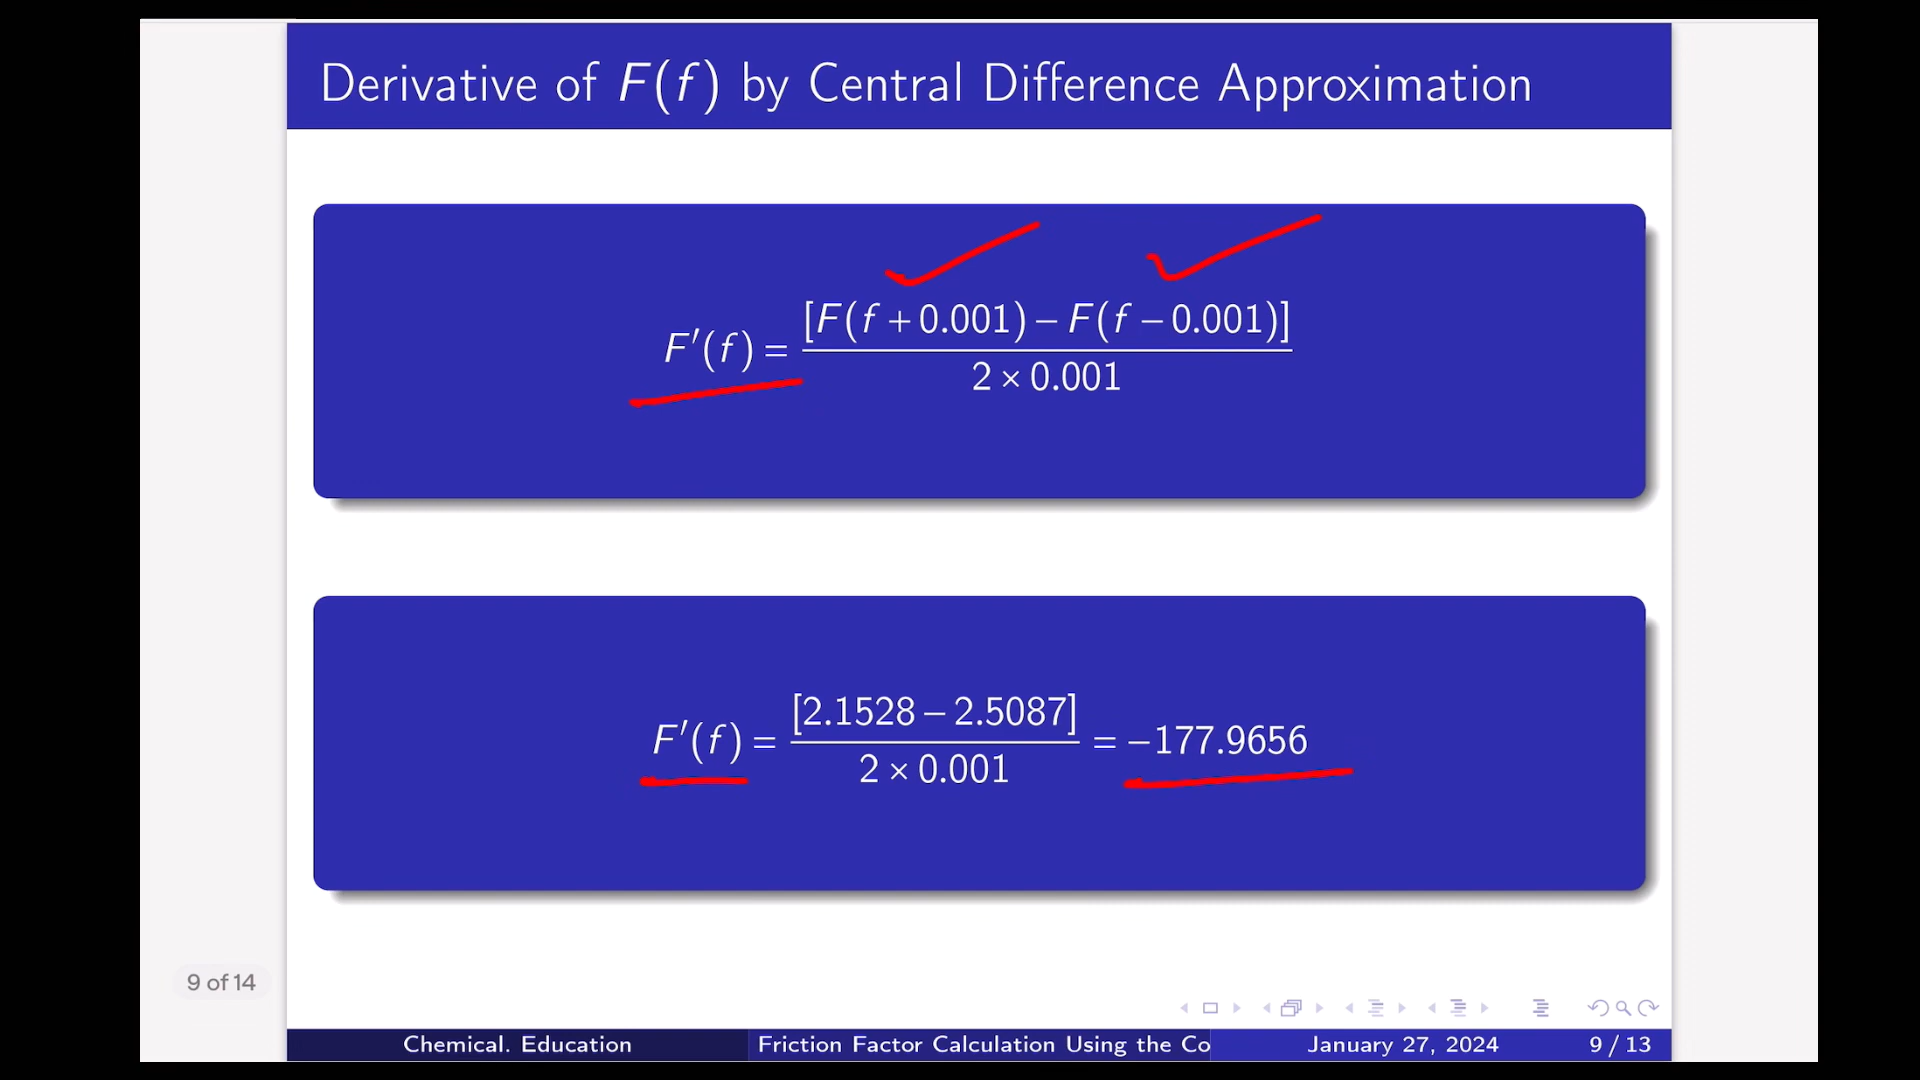 Derivative of F(f) by Central Difference Approximation
F′(f) = [F(f + 0.001) − F(f − 0.001)] / 2 × 0.001
F′(f) = [2.1528 − 2.5087] / 2 × 0.001 = −177.9656
9 of 14
Chemical. Education Friction Factor Calculation Using the Co January 27, 2024 9 / 13